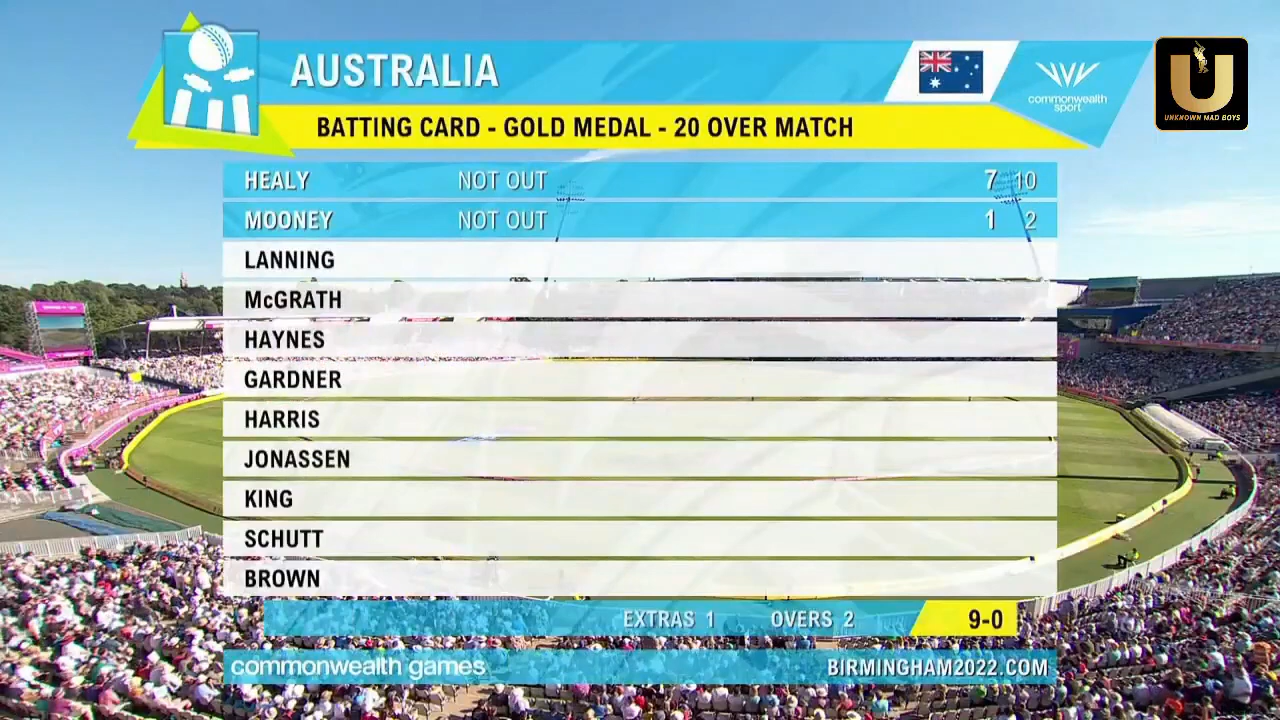 AUSTRALIA
commonwealth
sport
U
UNKNOWN MAD BOYS
BATTING CARD - GOLD MEDAL - 20 OVER MATCH
HEALY NOT OUT 7 10
MOONEY NOT OUT 1 2
LANNING
McGRATH
HAYNES
GARDNER
HARRIS
JONASSEN
KING
SCHUTT
BROWN
EXTRAS 1 OVERS 2 9-0
commonwealth games BIRMINGHAM2022.COM